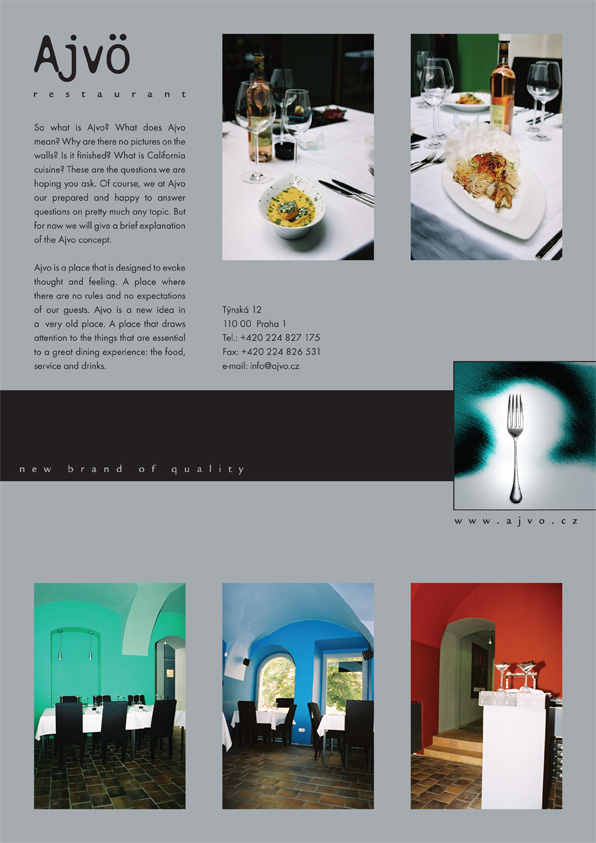 Ajvö
restaurant
So what is Ajvo? What does Ajvo
mean? Why are there no pictures on the
walls? Is it finished? What is California
cuisine? These are the questions we are
hoping you ask. Of course, we at Ajvo
our prepared and happy to answer
questions on pretty much any topic. But
for now we will give a brief explanation
of the Ajvo concept.
Ajvo is a place that is designed to evoke
thought and feeling. A place where
there are no rules and no expectations
of our guests. Ajvo is a new idea in
a very old place. A place that draws
attention to the things that are essential
to a great dining experience: the food,
service and drinks.
Týnská 12
110 00 Praha 1
Tel.: +420 224 827 175
Fax: +420 224 826 531
e-mail: info@ajvo.cz
new brand of quality
www.ajvo.cz